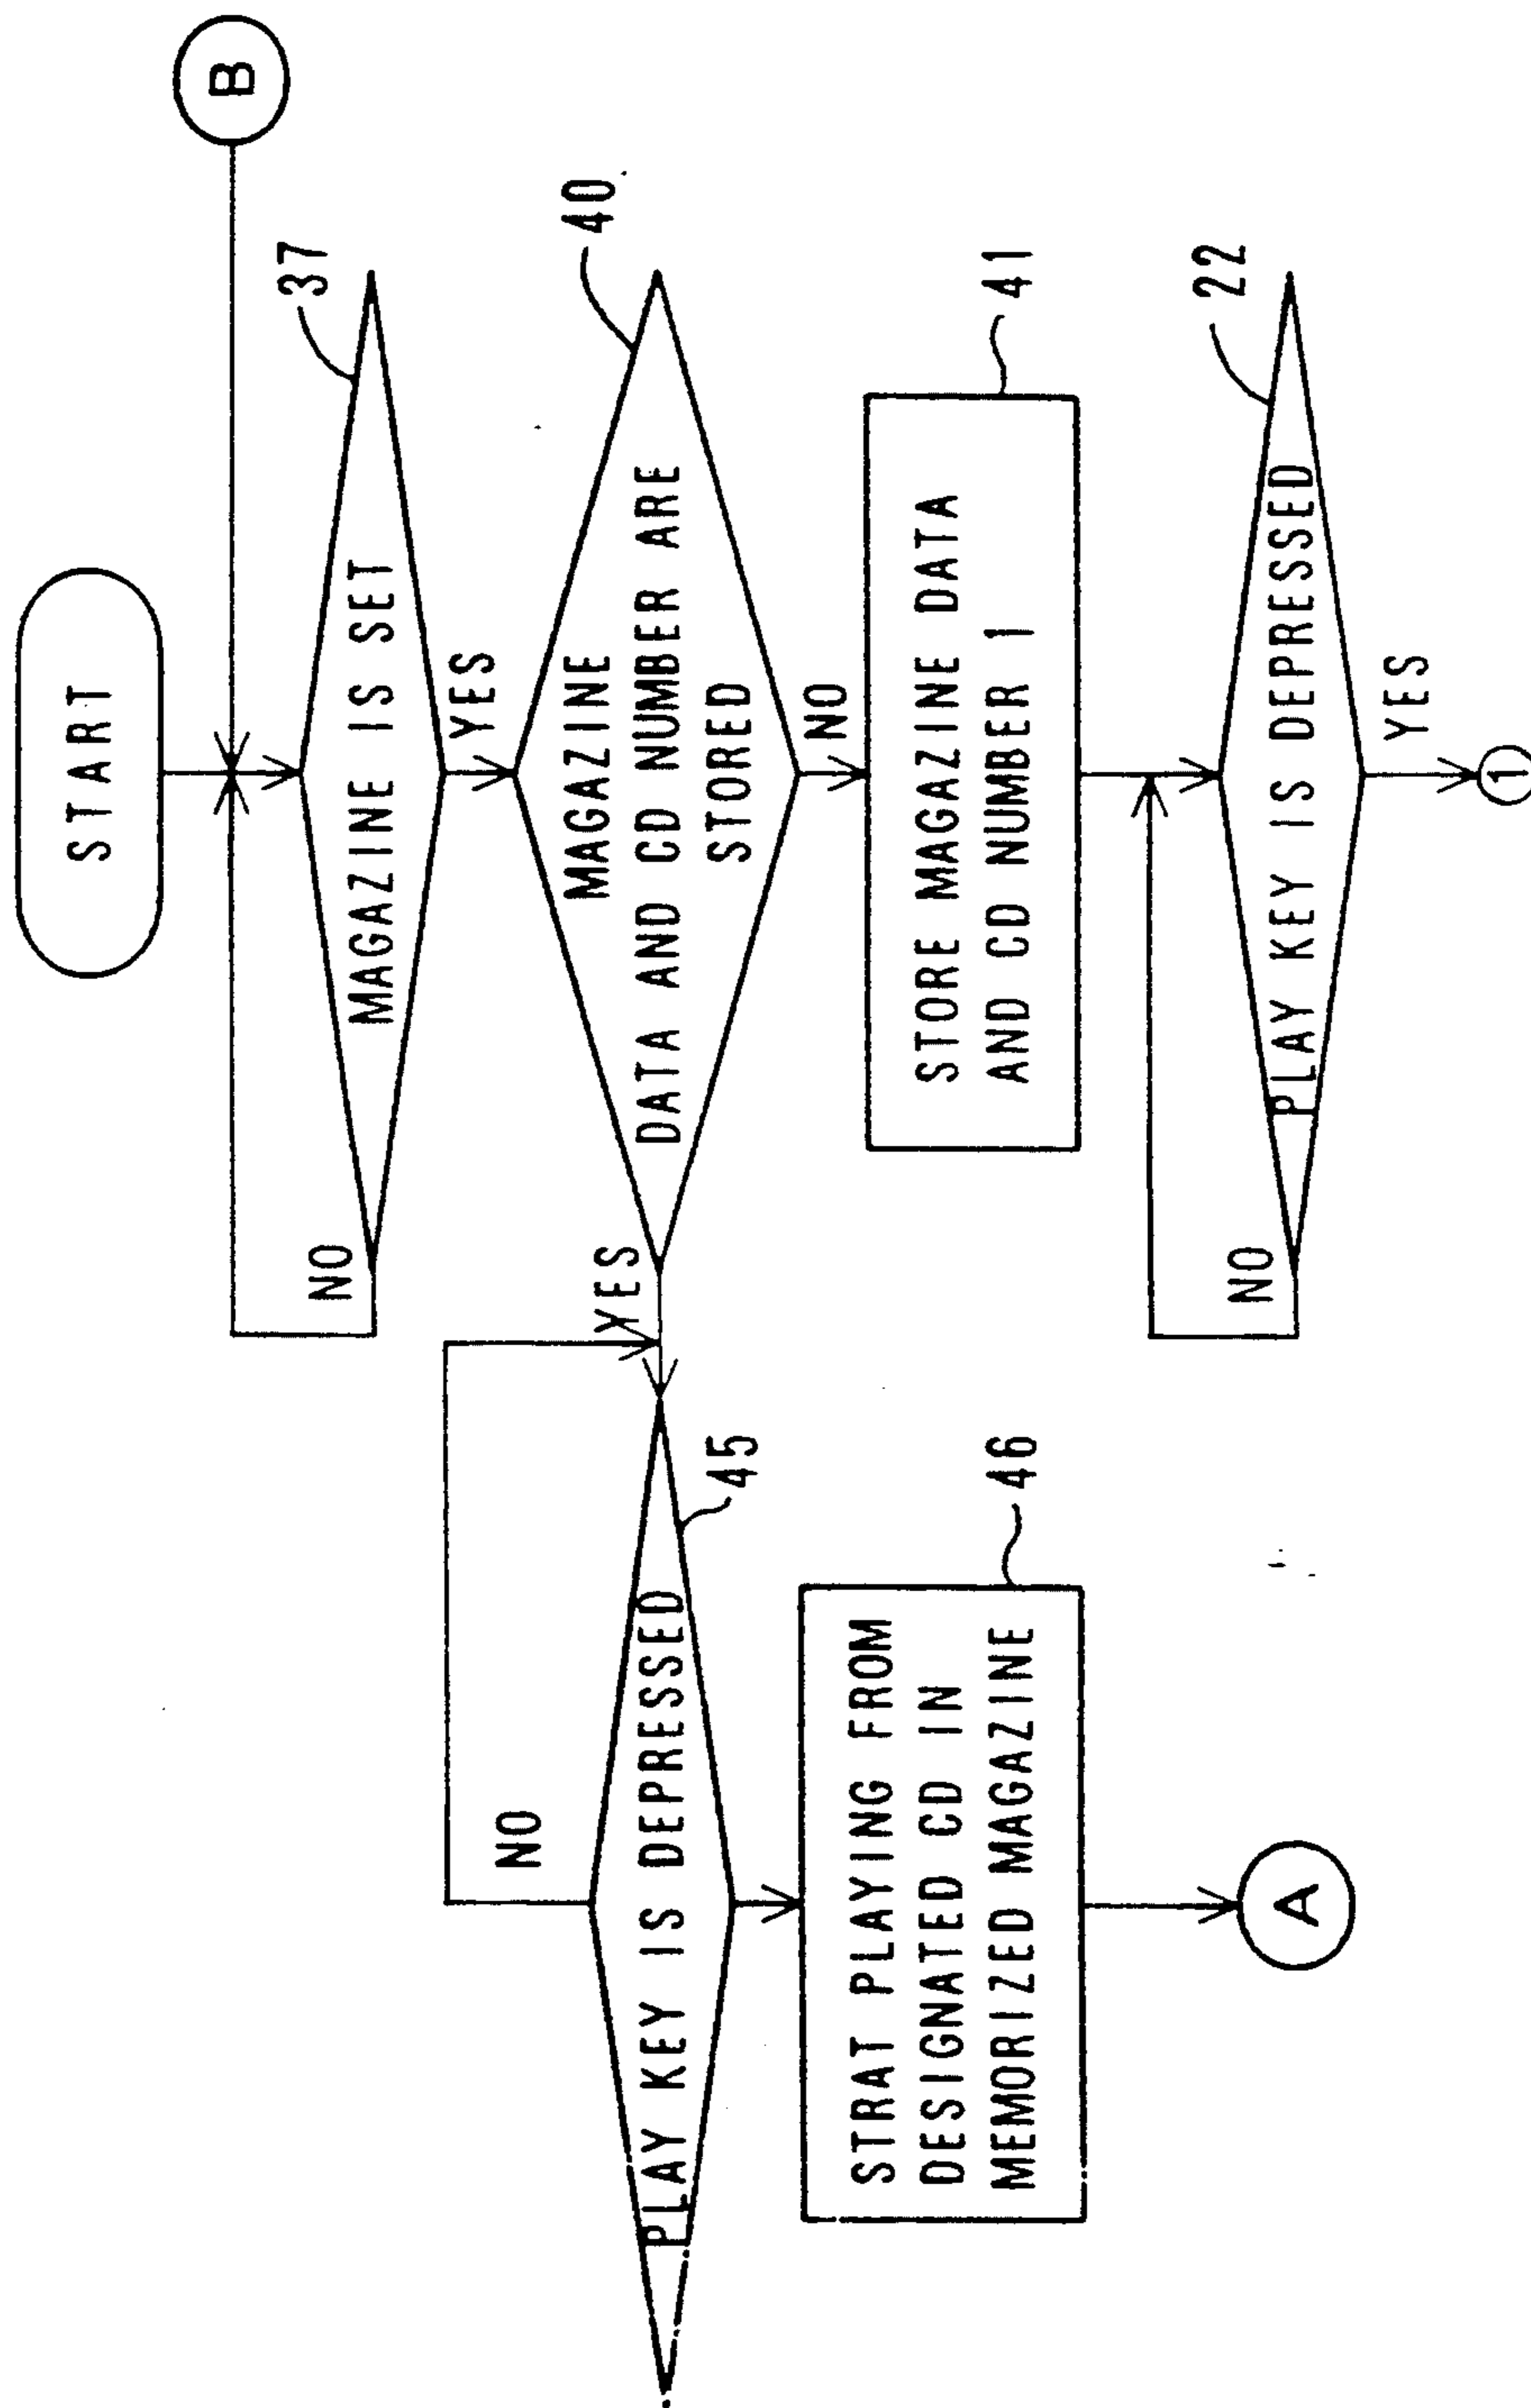 START
B
MAGAZINE IS SET
37
NO
YES
MAGAZINE
DATA AND CD NUMBER ARE
STORED
40
YES
NO
STORE MAGAZINE DATA
AND CD NUMBER 1
41
PLAY KEY IS DEPRESSED
22
NO
YES
1
NO
PLAY KEY IS DEPRESSED
45
STRAT PLAYING FROM
DESIGNATED CD IN
MEMORIZED MAGAZINE
46
A